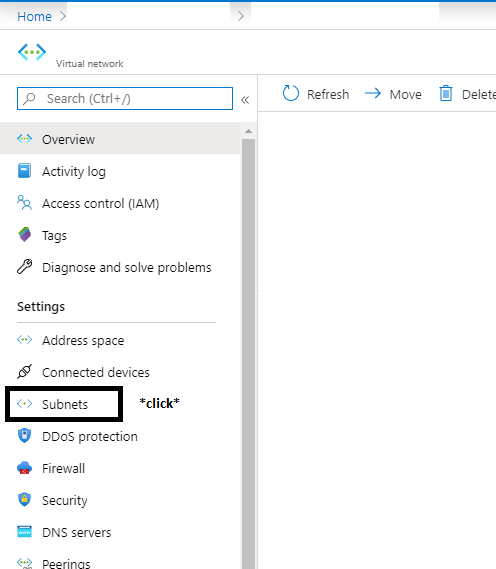 Home
Virtual network
Search (Ctrl+/)
«
Refresh Move Delete
Overview
Activity log
Access control (IAM)
Tags
Diagnose and solve problems
Settings
Address space
Connected devices
Subnets *click*
DDoS protection
Firewall
Security
DNS servers
Peerings